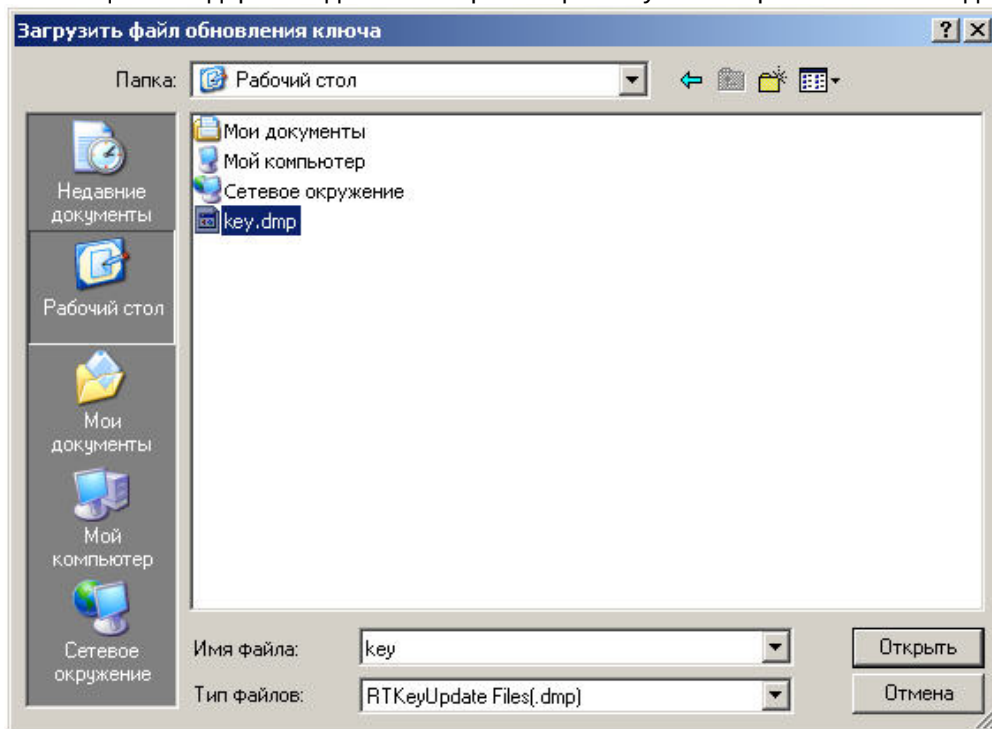 Загрузить файл обновления ключа
Папка:
Рабочий стол
Недавние
документы
Рабочий стол
Мои
документы
Мой
компьютер
Сетевое
окружение
Мои документы
Мой компьютер
Сетевое окружение
key.dmp
Имя файла:
key
Открыть
Тип файлов:
RTKeyUpdate Files(.dmp)
Отмена